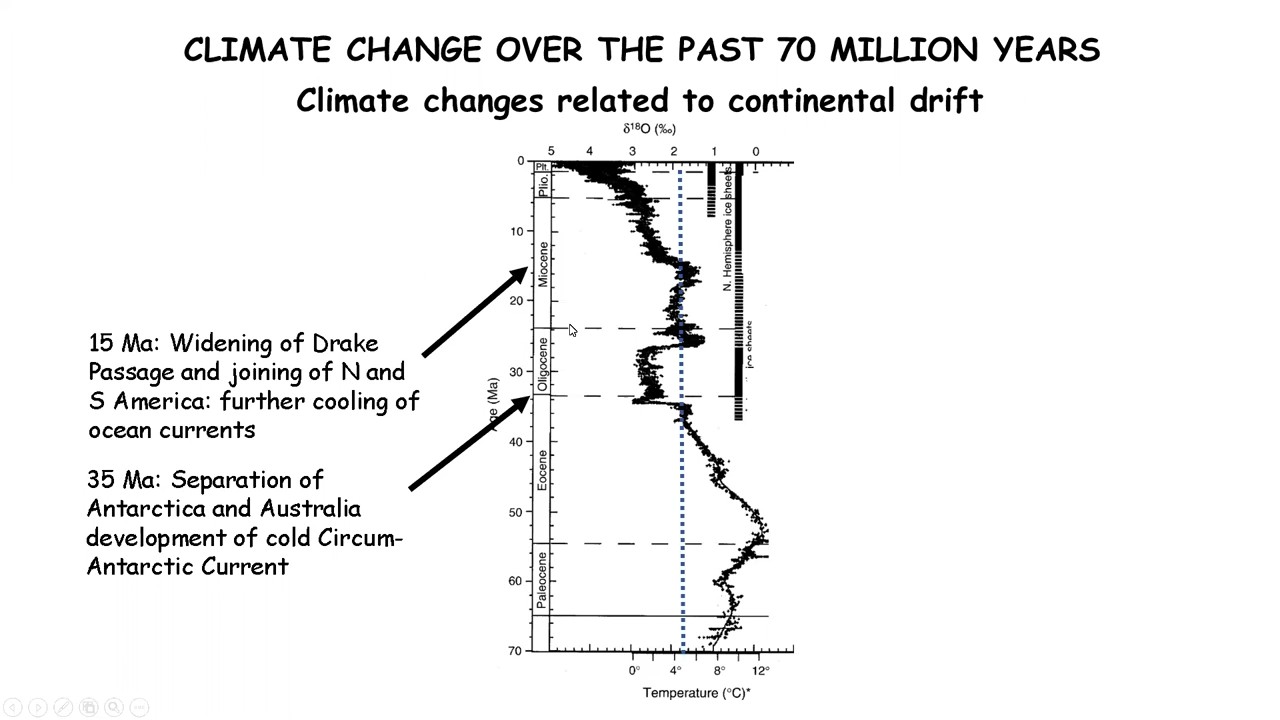 CLIMATE CHANGE OVER THE PAST 70 MILLION YEARS
Climate changes related to continental drift
δ18O (‰)
5 4 3 2 1 0
0
10
20
30
40
50
60
70
Age (Ma)
Plt.
Plio.
Miocene
Oligocene
Eocene
Paleocene
N. Hemisphere ice sheets
15 Ma: Widening of Drake
Passage and joining of N and
S America: further cooling of
ocean currents
35 Ma: Separation of
Antarctica and Australia
development of cold Circum-
Antarctic Current
0° 4° 8° 12°
Temperature (°C)*